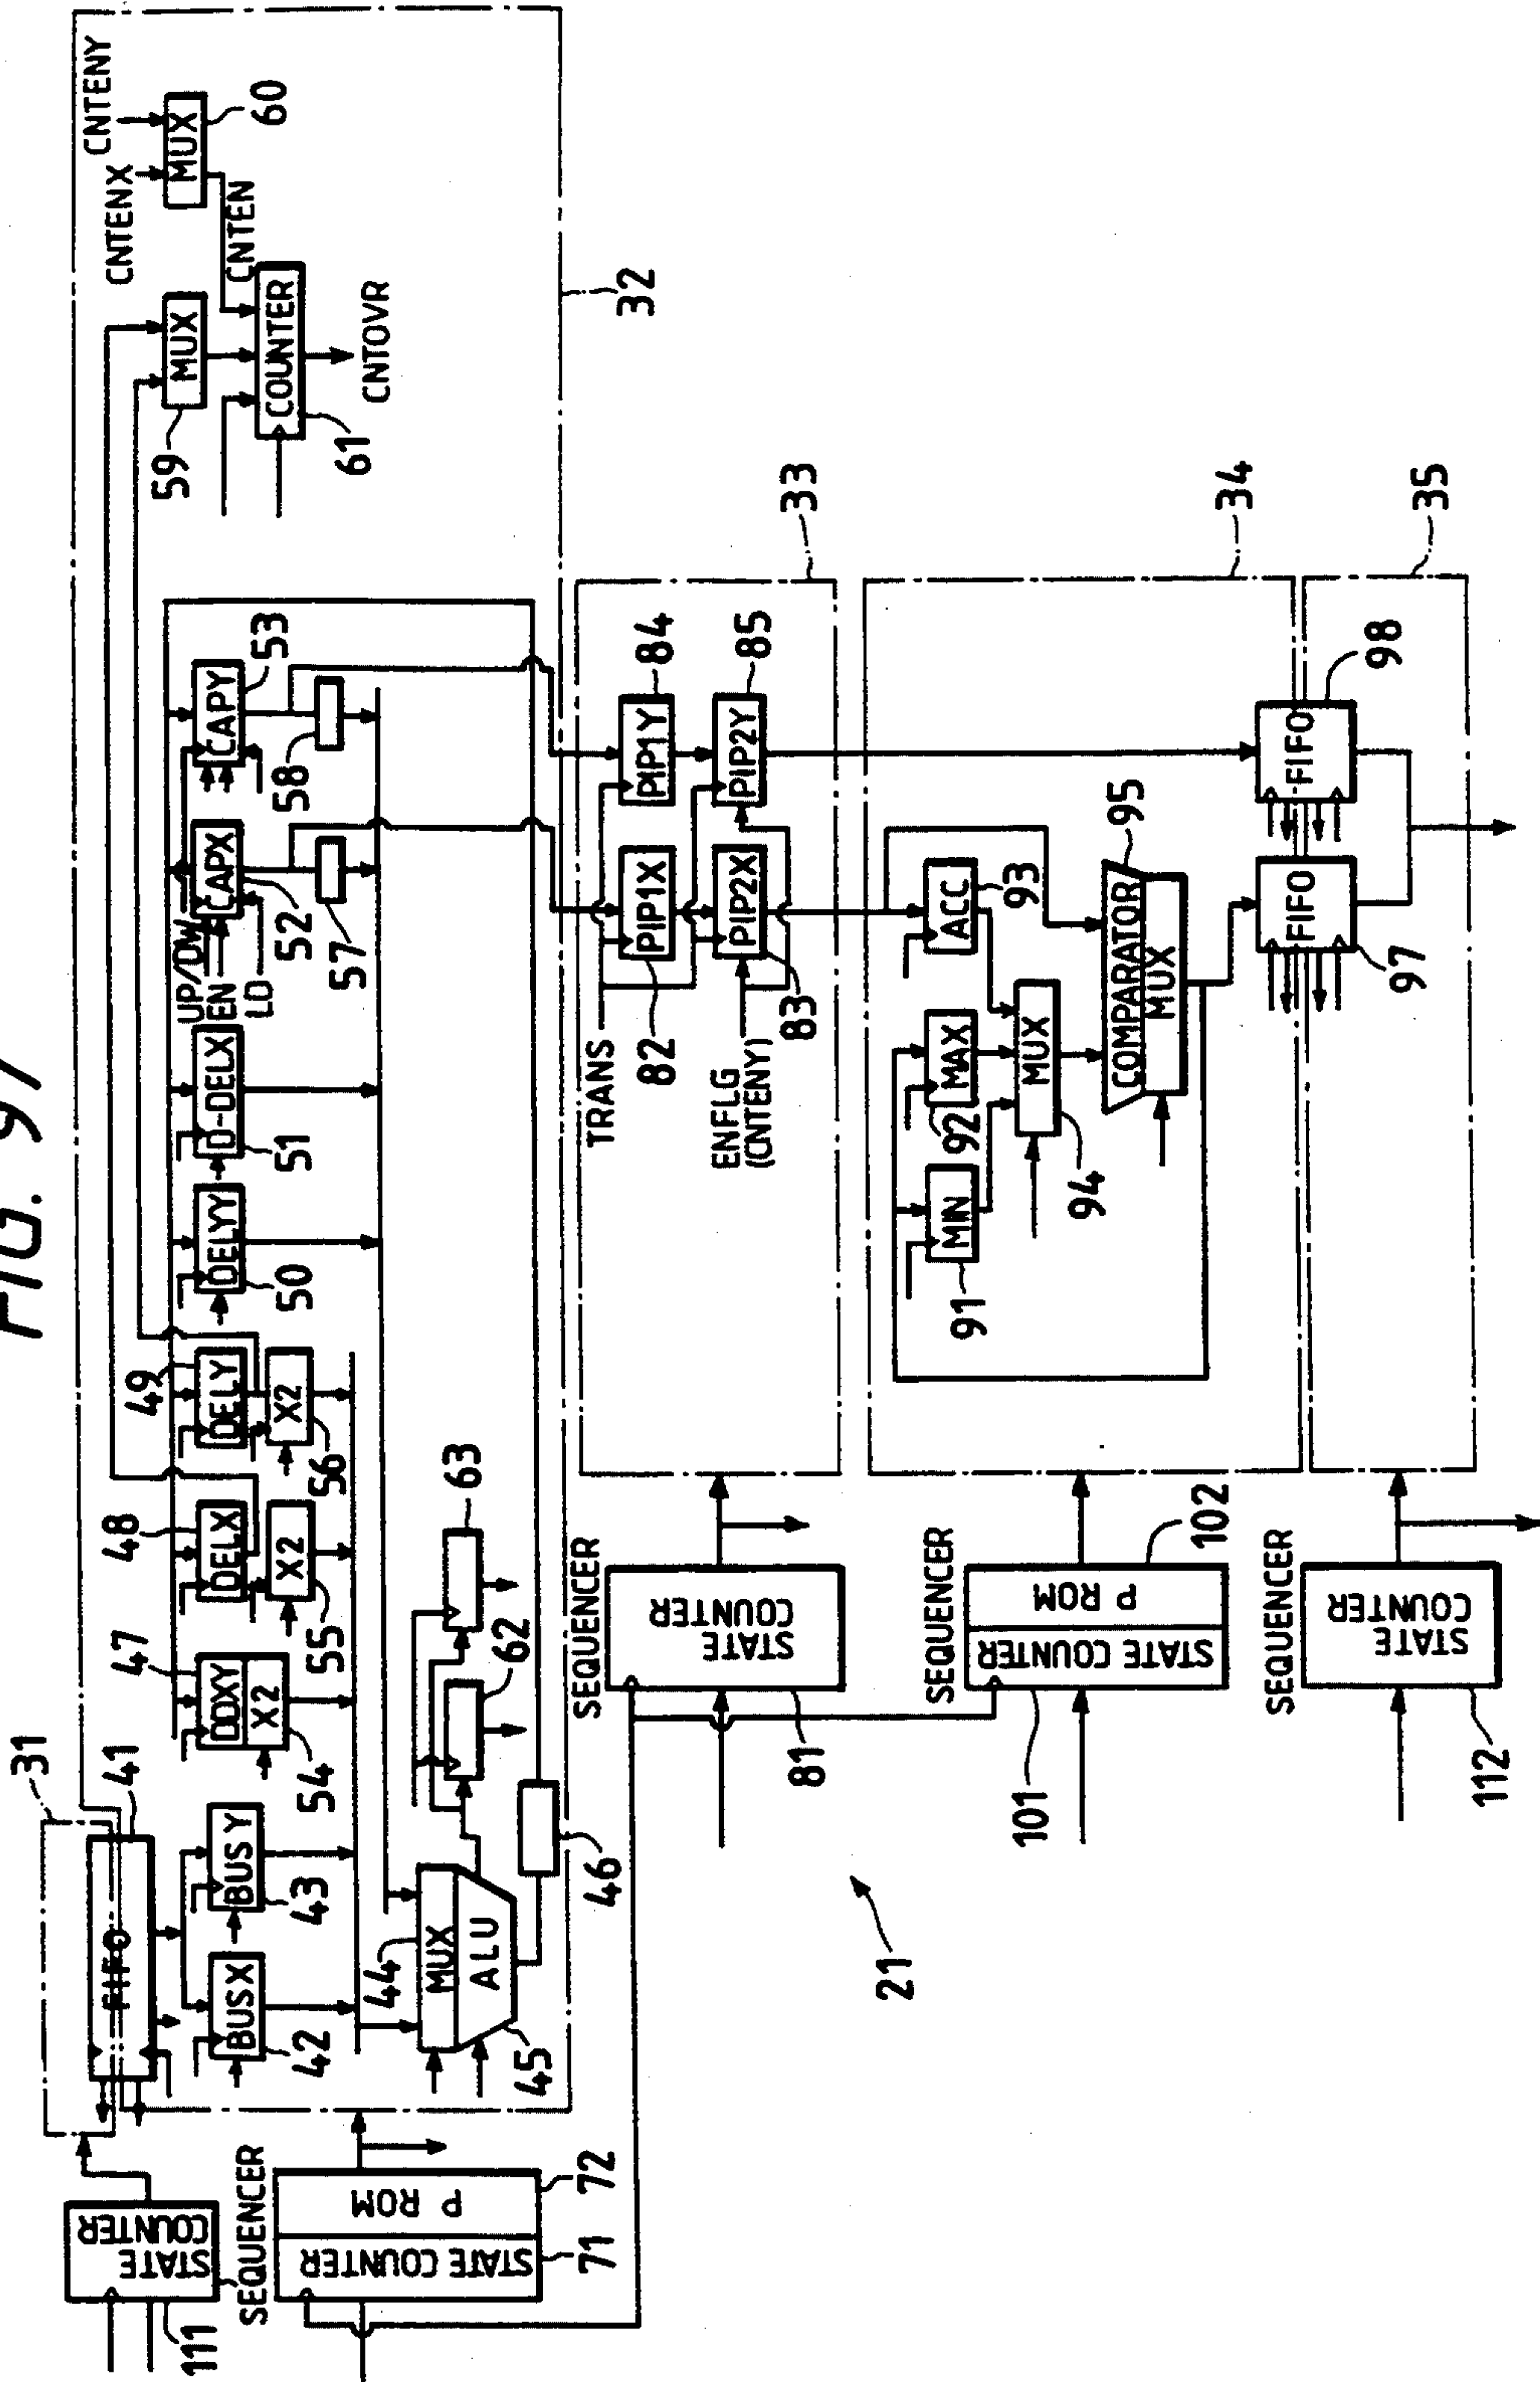 FIG. 97
31
41
FIFO
BUS X
42
BUS Y
43
44
MUX
ALU
45
46
47
DDXY
X2
54
48
DELX
X2
55
49
DELY
X2
56
DELYY
50
D-DELX
51
UP/DW
EN
LD
CAPX
52
57
CAPY
53
58
59
MUX
CNTENX
CNTENY
MUX
60
CNTEN
COUNTER
61
CNTOVR
62
63
32
TRANS
PIP1X
82
PIP1Y
84
ENFLG
(CNTENY)
PIP2X
83
PIP2Y
85
33
MIN
91
MAX
92
ACC
93
MUX
94
COMPARATOR
MUX
95
34
FIFO
97
FIFO
98
35
STATE
COUNTER
111
SEQUENCER
STATE COUNTER
P ROM
71
72
SEQUENCER
STATE
COUNTER
81
SEQUENCER
STATE COUNTER
P ROM
101
102
SEQUENCER
STATE
COUNTER
112
21